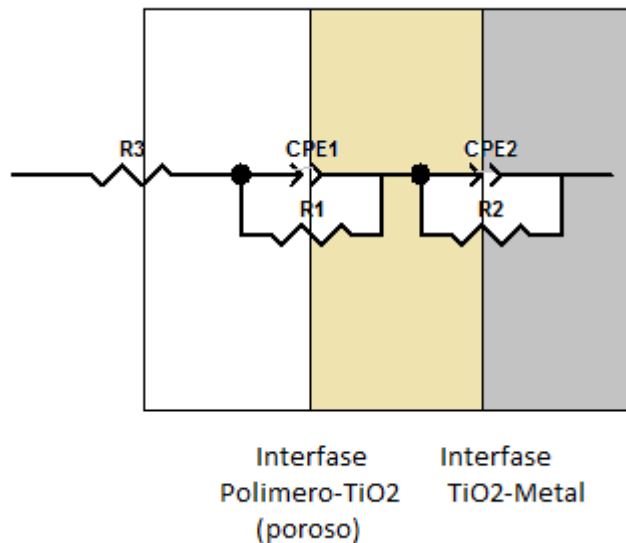 R3
CPE1
CPE2
R1
R2
Interfase
Polimero-TiO2
(poroso)
Interfase
TiO2-Metal